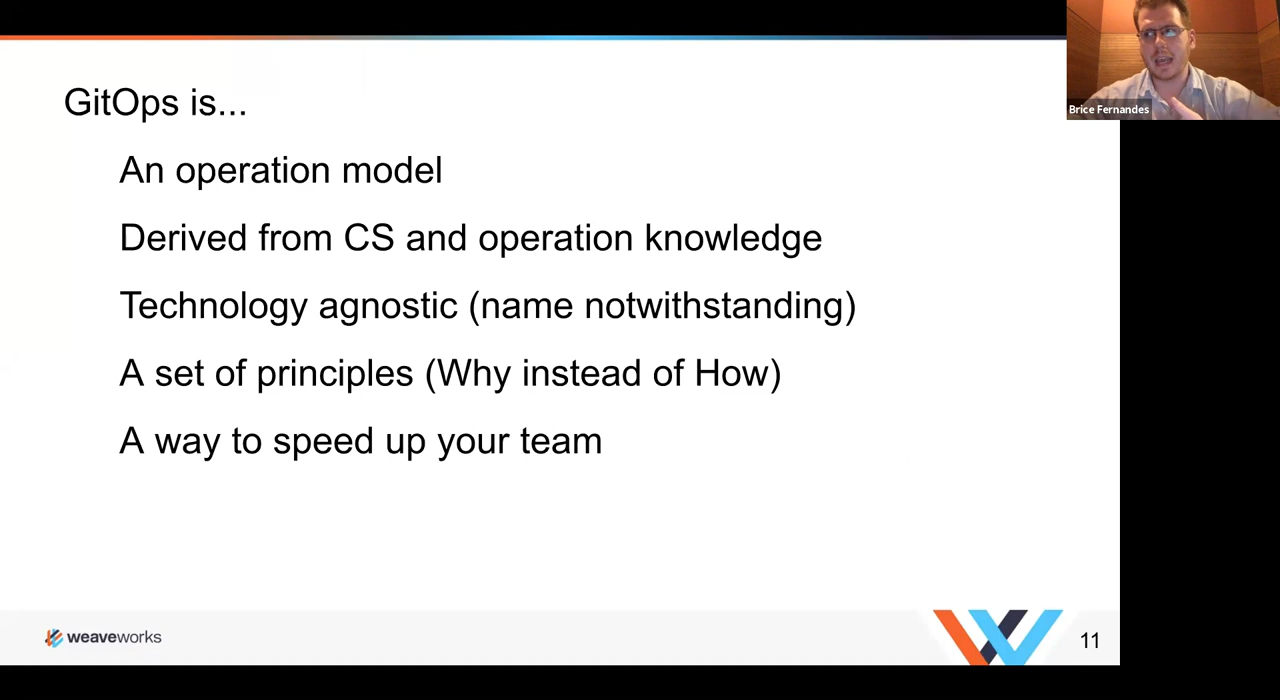 GitOps is...
An operation model
Derived from CS and operation knowledge
Technology agnostic (name notwithstanding)
A set of principles (Why instead of How)
A way to speed up your team
weaveworks
11
Brice Fernandes